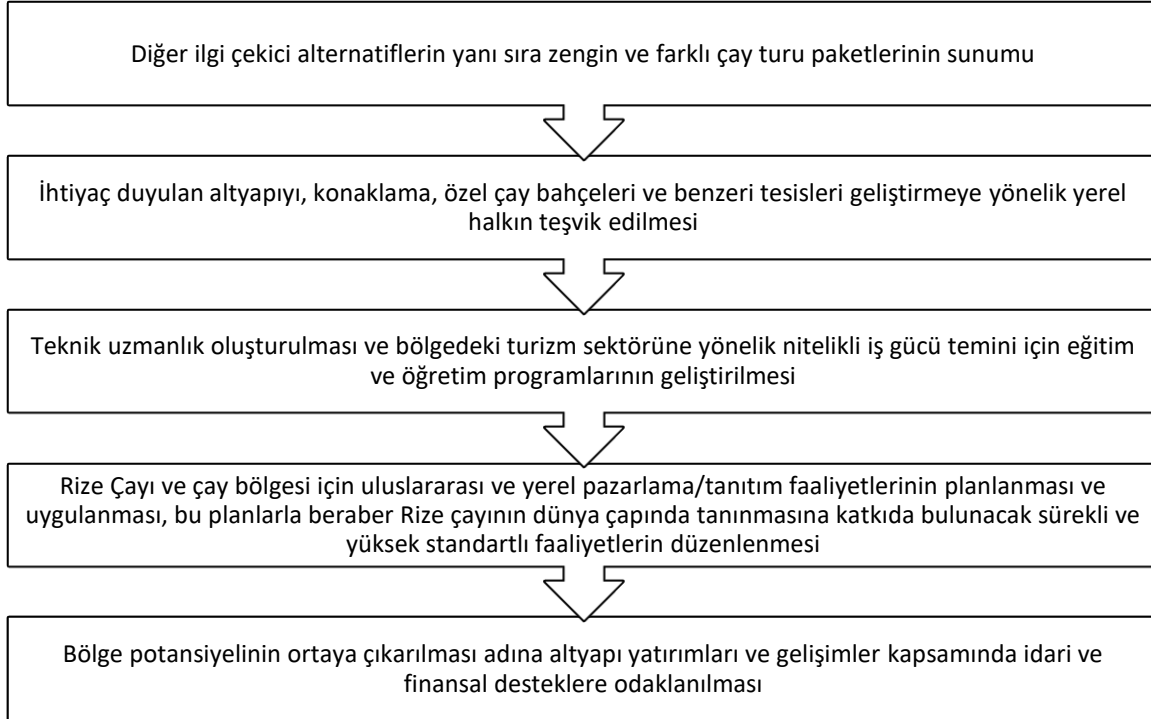 Diğer ilgi çekici alternatiflerin yanı sıra zengin ve farklı çay turu paketlerinin sunumu
İhtiyaç duyulan altyapıyı, konaklama, özel çay bahçeleri ve benzeri tesisleri geliştirmeye yönelik yerel
halkın teşvik edilmesi
Teknik uzmanlık oluşturulması ve bölgedeki turizm sektörüne yönelik nitelikli iş gücü temini için eğitim
ve öğretim programlarının geliştirilmesi
Rize Çayı ve çay bölgesi için uluslararası ve yerel pazarlama/tanıtım faaliyetlerinin planlanması ve
uygulanması, bu planlarla beraber Rize çayının dünya çapında tanınmasına katkıda bulunacak sürekli ve
yüksek standartlı faaliyetlerin düzenlenmesi
Bölge potansiyelinin ortaya çıkarılması adına altyapı yatırımları ve gelişimler kapsamında idari ve
finansal desteklere odaklanılması